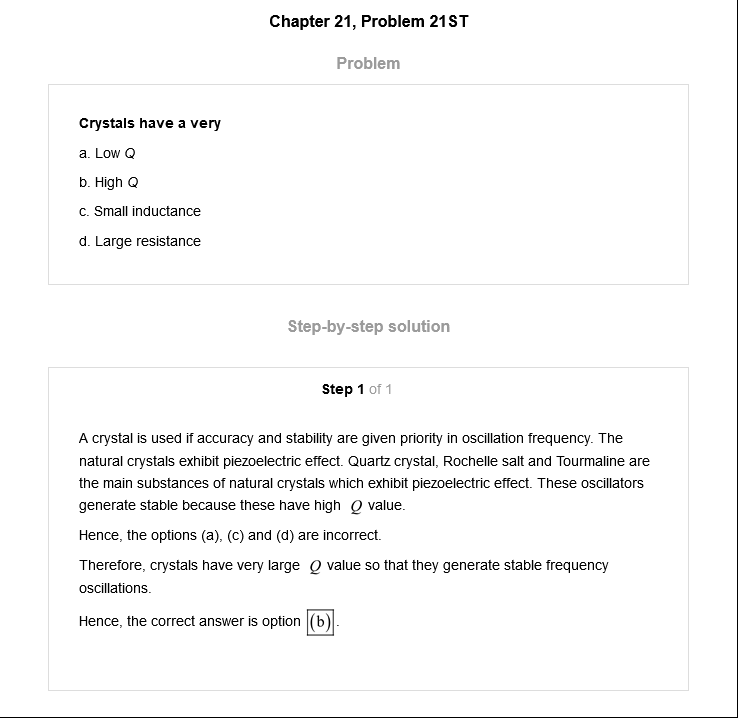 Chapter 21, Problem 21ST
Problem
Crystals have a very
a. Low Q
b. High Q
c. Small inductance
d. Large resistance
Step-by-step solution
Step 1 of 1
A crystal is used if accuracy and stability are given priority in oscillation frequency. The
natural crystals exhibit piezoelectric effect. Quartz crystal, Rochelle salt and Tourmaline are
the main substances of natural crystals which exhibit piezoelectric effect. These oscillators
generate stable because these have high Q value.
Hence, the options (a), (c) and (d) are incorrect.
Therefore, crystals have very large Q value so that they generate stable frequency
oscillations.
Hence, the correct answer is option (b).